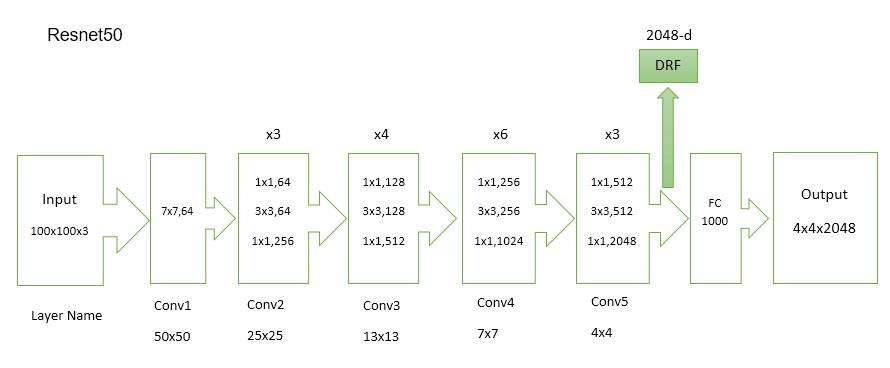 Resnet50
2048-d
DRF
x3
x4
x6
x3
Input
100x100x3
7x7,64
1x1,64
3x3,64
1x1,256
1x1,128
3x3,128
1x1,512
1x1,256
3x3,256
1x1,1024
1x1,512
3x3,512
1x1,2048
FC
1000
Output
4x4x2048
Layer Name
Conv1
50x50
Conv2
25x25
Conv3
13x13
Conv4
7x7
Conv5
4x4